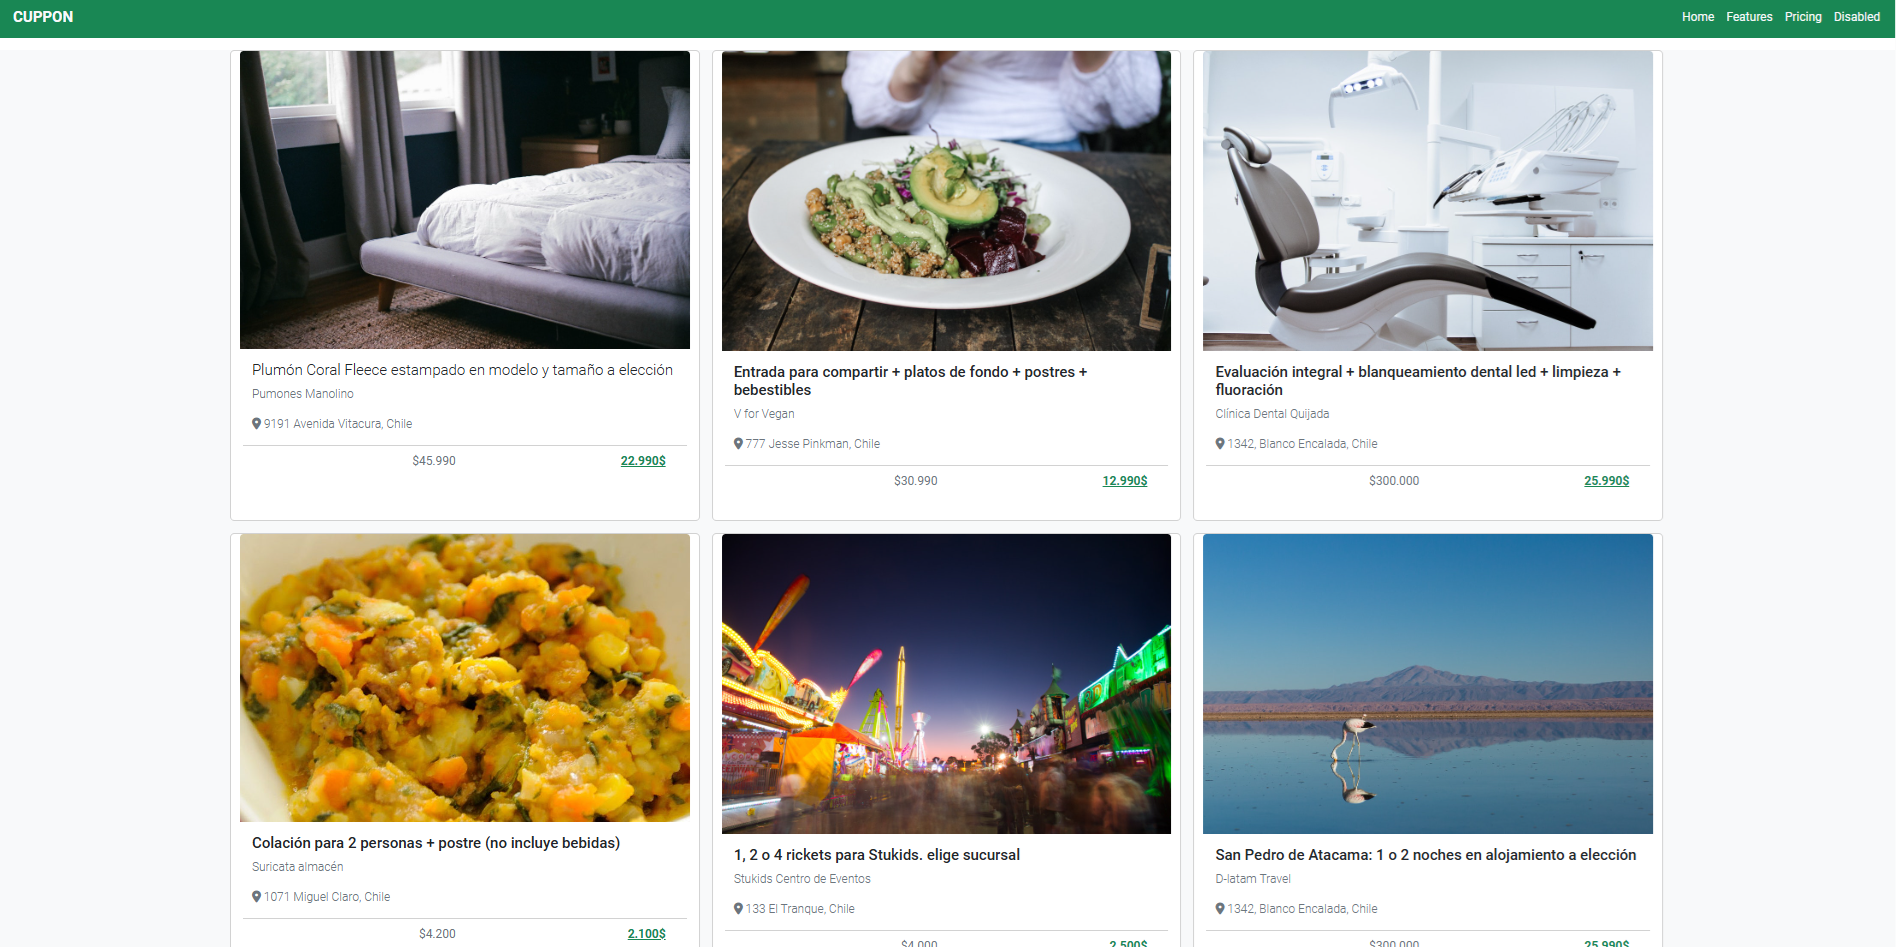 CUPPON
Home Features Pricing Disabled
Plumón Coral Fleece estampado en modelo y tamaño a elección
Pumones Manolino
9191 Avenida Vitacura, Chile
$45.990 22.990$
Entrada para compartir + platos de fondo + postres +
bebestibles
V for Vegan
777 Jesse Pinkman, Chile
$30.990 12.990$
Evaluación integral + blanqueamiento dental led + limpieza +
fluoración
Clínica Dental Quijada
1342, Blanco Encalada, Chile
$300.000 25.990$
Colación para 2 personas + postre (no incluye bebidas)
Suricata almacén
1071 Miguel Claro, Chile
$4.200 2.100$
1, 2 o 4 rickets para Stukids. elige sucursal
Stukids Centro de Eventos
133 El Tranque, Chile
$4.000 2.500$
San Pedro de Atacama: 1 o 2 noches en alojamiento a elección
D-latam Travel
1342, Blanco Encalada, Chile
$300.000 25.990$